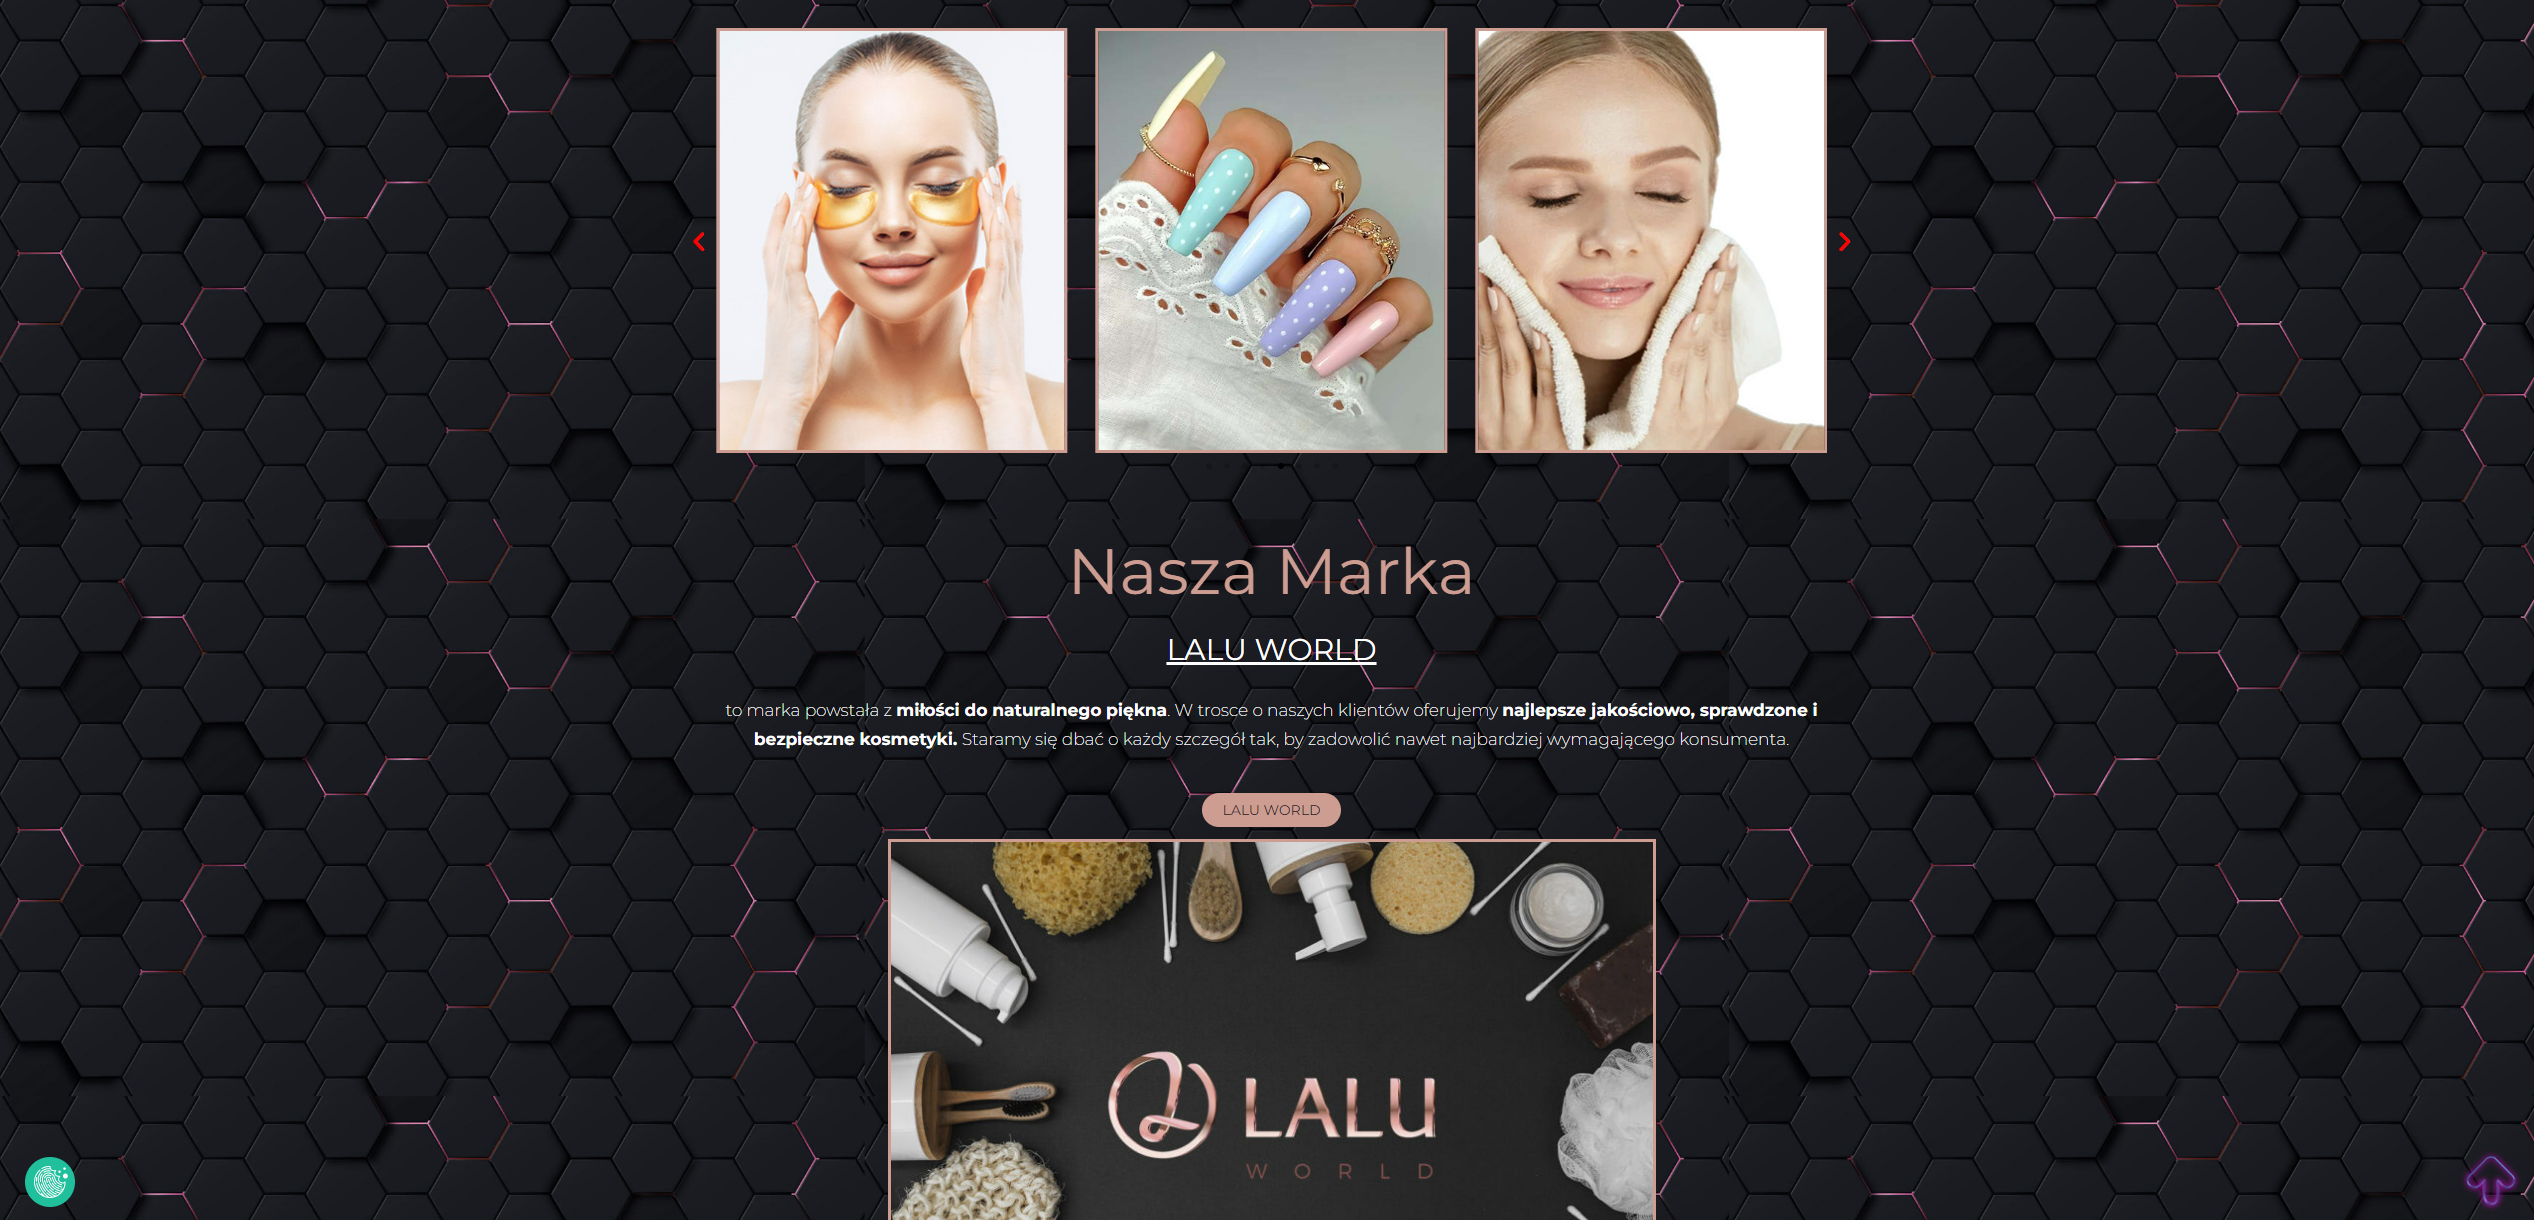 Nasza Marka
LALU WORLD
to marka powstała z miłości do naturalnego piękna. W trosce o naszych klientów oferujemy najlepsze jakościowo, sprawdzone i
bezpieczne kosmetyki. Staramy się dbać o każdy szczegół tak, by zadowolić nawet najbardziej wymagającego konsumenta.
LALU WORLD
LALU
WORLD